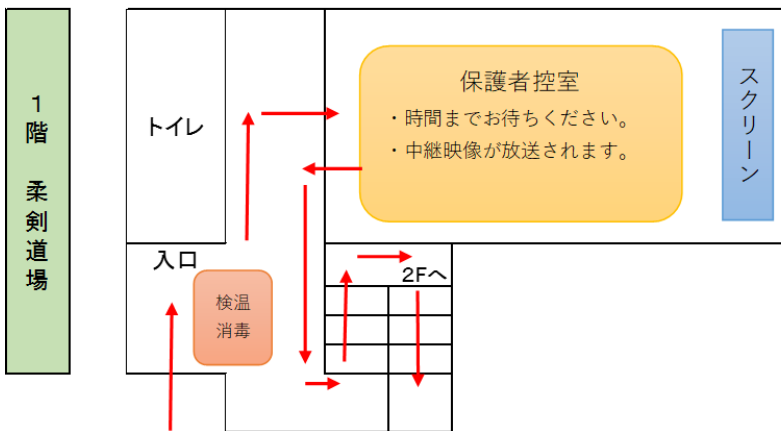 1階　柔剣道場
トイレ
保護者控室
・時間までお待ちください。
・中継映像が放送されます。
スクリーン
入口
検温
消毒
2Fへ